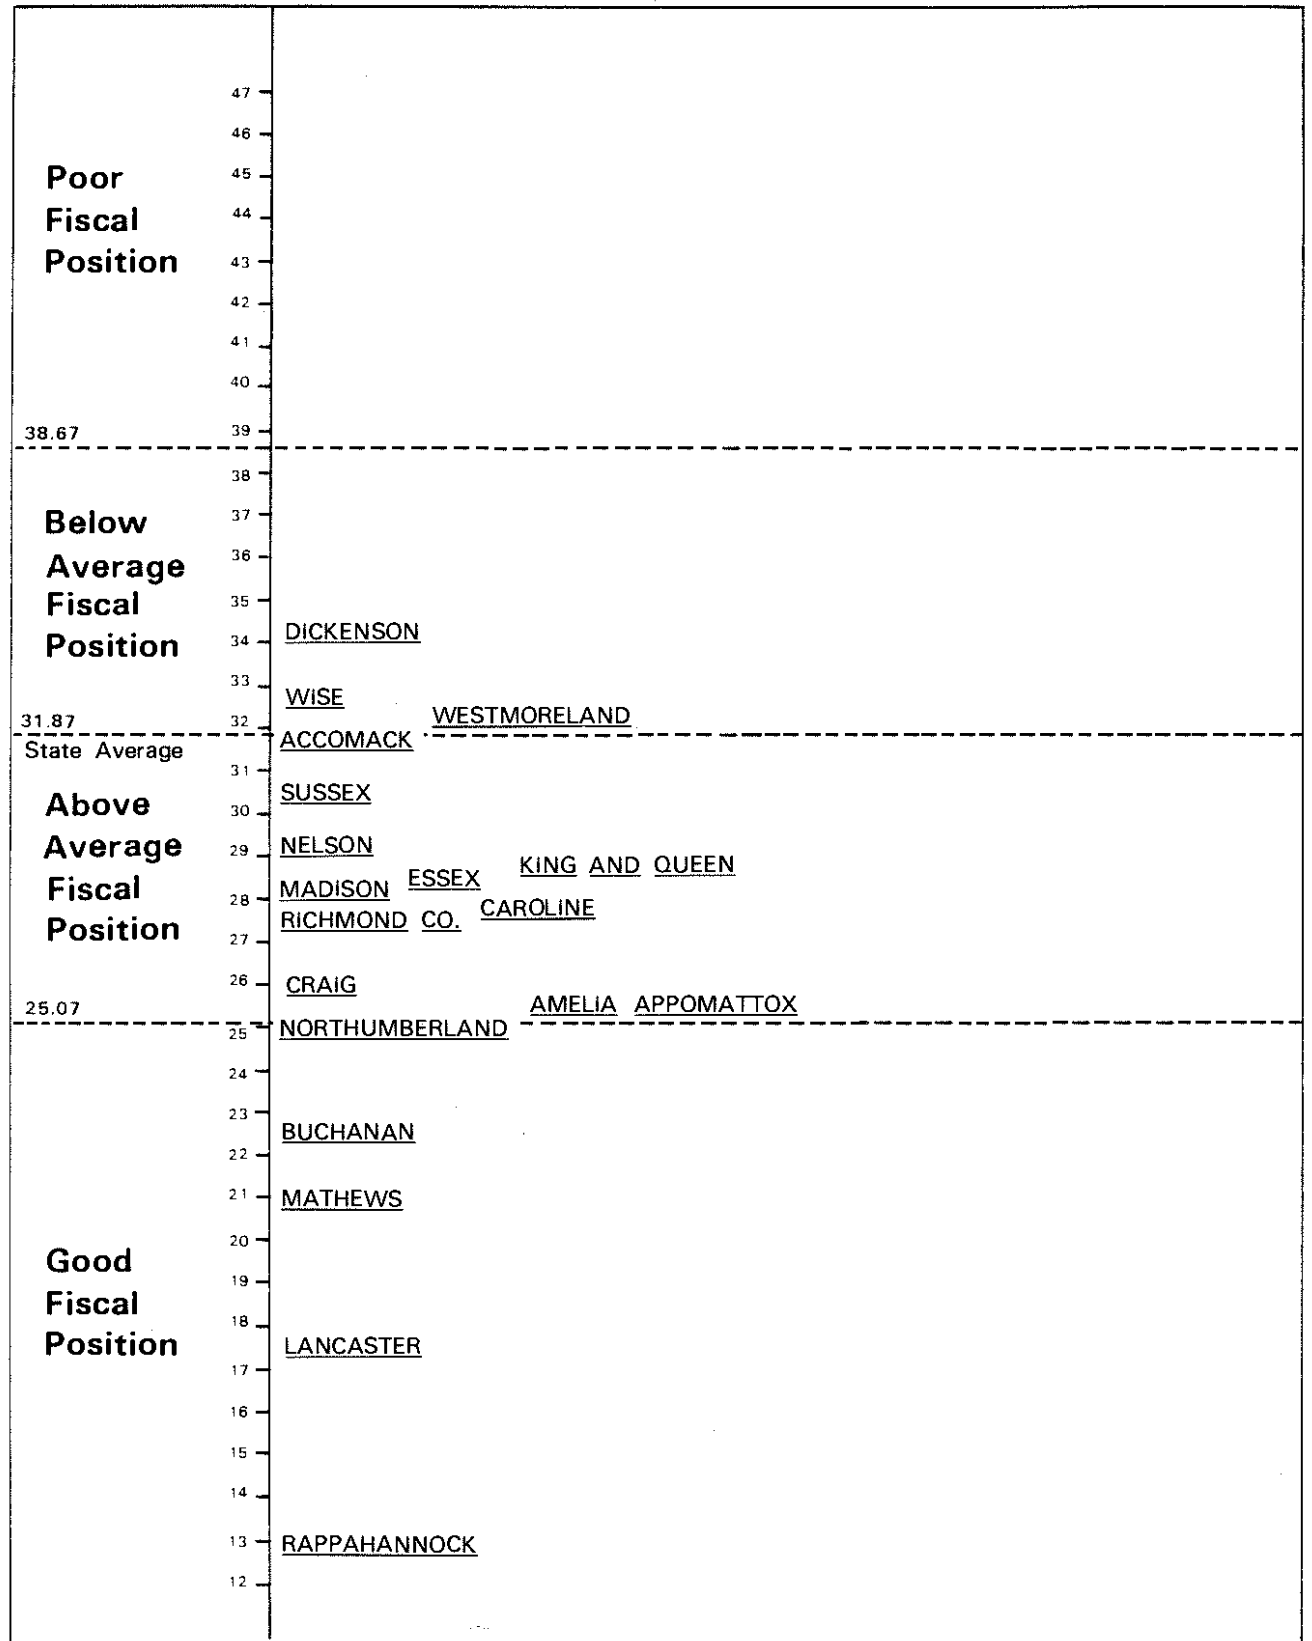 47
46
Poor
45
Fiscal
44
Position
43
42
41
40
38.67
39
38
Below
37
Average
36
Fiscal
35
Position
34
DICKENSON
33
WISE
31.87
32
WESTMORELAND
State Average
ACCOMACK
31
Above
30
SUSSEX
Average
29
NELSON
KING AND QUEEN
Fiscal
28
MADISON
ESSEX
Position
27
RICHMOND CO.
CAROLINE
26
CRAIG
25.07
AMELIA APPOMATTOX
25
NORTHUMBERLAND
24
23
BUCHANAN
22
21
MATHEWS
20
Good
19
Fiscal
18
Position
LANCASTER
17
16
15
14
13
RAPPAHANNOCK
12